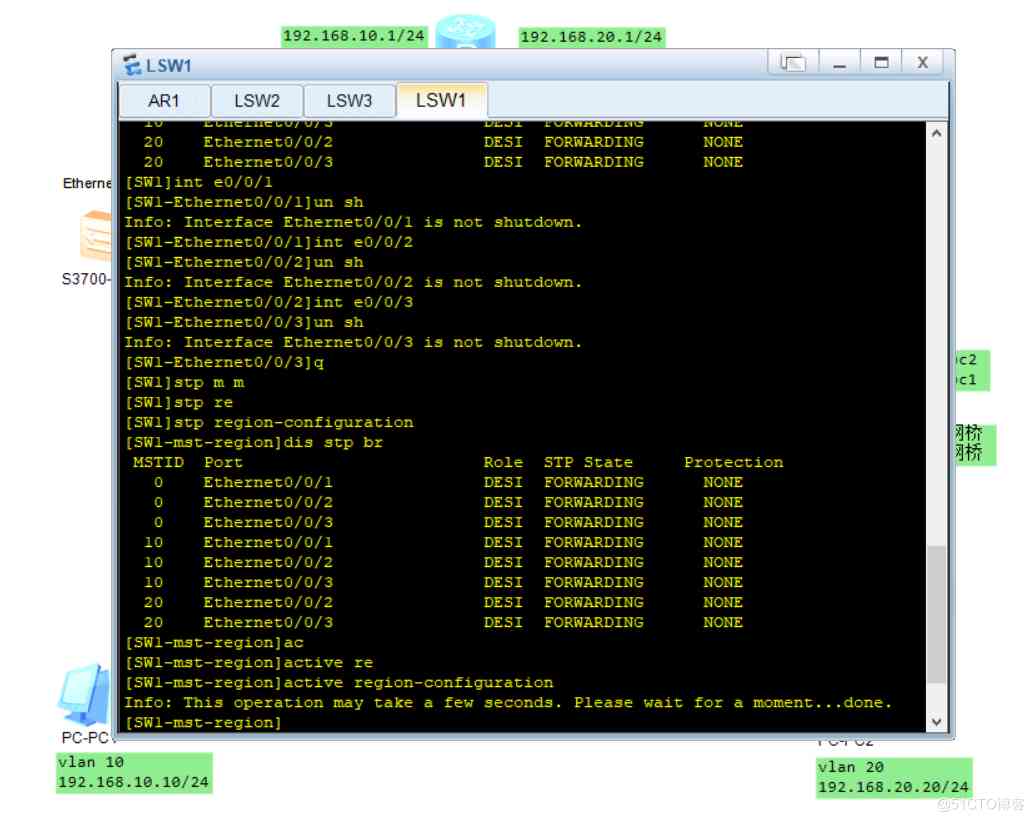 192.168.10.1/24
192.168.20.1/24
LSW1
AR1 LSW2 LSW3 LSW1
10 Ethernet0/0/3 DESI FORWARDING NONE
20 Ethernet0/0/2 DESI FORWARDING NONE
20 Ethernet0/0/3 DESI FORWARDING NONE
[SW1]int e0/0/1
[SW1-Ethernet0/0/1]un sh
Info: Interface Ethernet0/0/1 is not shutdown.
[SW1-Ethernet0/0/1]int e0/0/2
[SW1-Ethernet0/0/2]un sh
Info: Interface Ethernet0/0/2 is not shutdown.
[SW1-Ethernet0/0/2]int e0/0/3
[SW1-Ethernet0/0/3]un sh
Info: Interface Ethernet0/0/3 is not shutdown.
[SW1-Ethernet0/0/3]q
[SW1]stp m m
[SW1]stp re
[SW1]stp region-configuration
[SW1-mst-region]dis stp br
MSTID Port Role STP State Protection
0 Ethernet0/0/1 DESI FORWARDING NONE
0 Ethernet0/0/2 DESI FORWARDING NONE
0 Ethernet0/0/3 DESI FORWARDING NONE
10 Ethernet0/0/1 DESI FORWARDING NONE
10 Ethernet0/0/2 DESI FORWARDING NONE
10 Ethernet0/0/3 DESI FORWARDING NONE
20 Ethernet0/0/2 DESI FORWARDING NONE
20 Ethernet0/0/3 DESI FORWARDING NONE
[SW1-mst-region]ac
[SW1-mst-region]active re
[SW1-mst-region]active region-configuration
Info: This operation may take a few seconds. Please wait for a moment...done.
[SW1-mst-region]
Etherne
S3700-
pc2
pc1
网桥
网桥
PC-PC1
vlan 10
192.168.10.10/24
PC-PC2
vlan 20
192.168.20.20/24
@51CTO博客